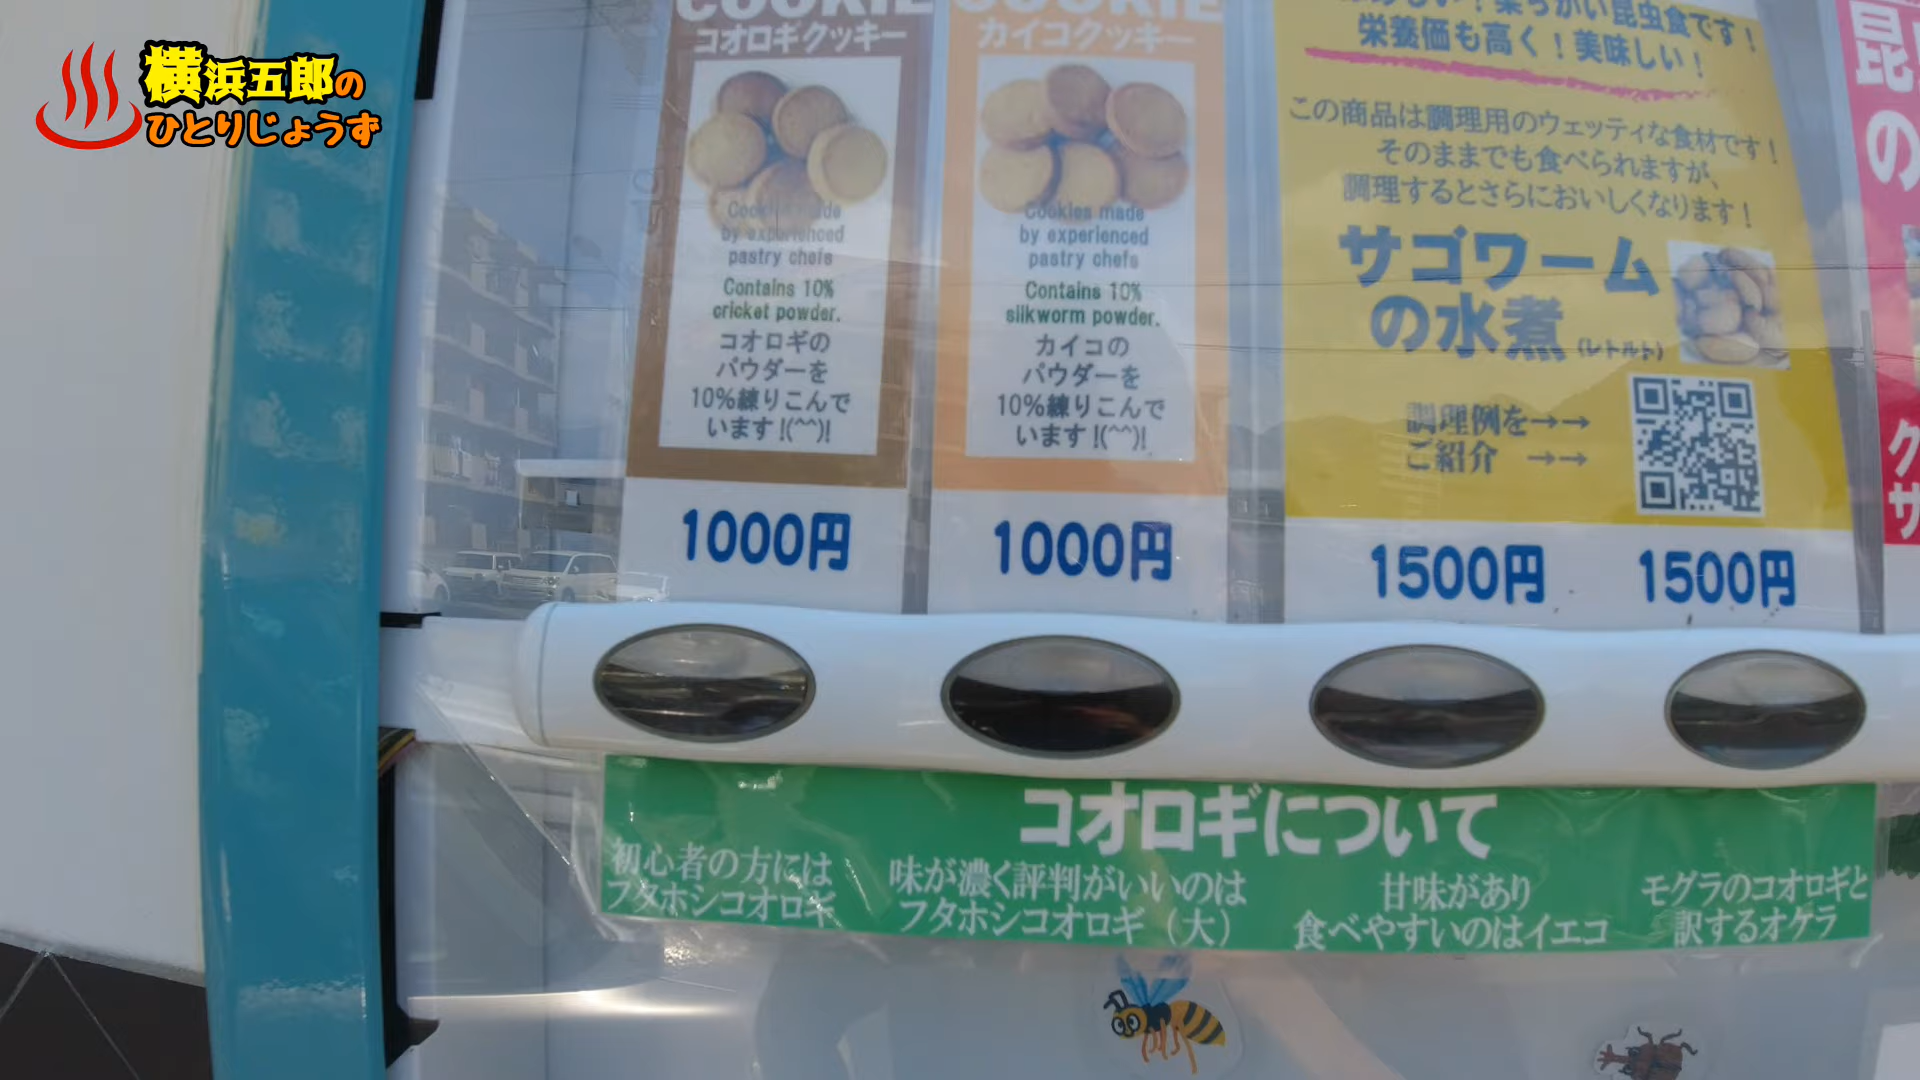 横浜五郎の
ひとりじょうず
COOKIE
コオロギクッキー
Cookies made
by experienced
pastry chefs
Contains 10%
cricket powder.
コオロギの
パウダーを
10%練りこんで
います!(^^)!
1000円
COOKIE
カイコクッキー
Cookies made
by experienced
pastry chefs
Contains 10%
silkworm powder.
カイコの
パウダーを
10%練りこんで
います!(^^)!
1000円
い!柔らかい昆虫食です!
栄養価も高く!美味しい!
この商品は調理用のウェッティな食材です!
そのままでも食べられますが、
調理するとさらにおいしくなります!
サゴワーム
の水煮(レトルト)
調理例を→→
ご紹介 →→
1500円 1500円
の
コオロギについて
初心者の方には
フタホシコオロギ
味が濃く評判がいいのは
フタホシコオロギ(大)
甘味があり
食べやすいのはイエコ
モグラのコオロギと
訳するオケラ